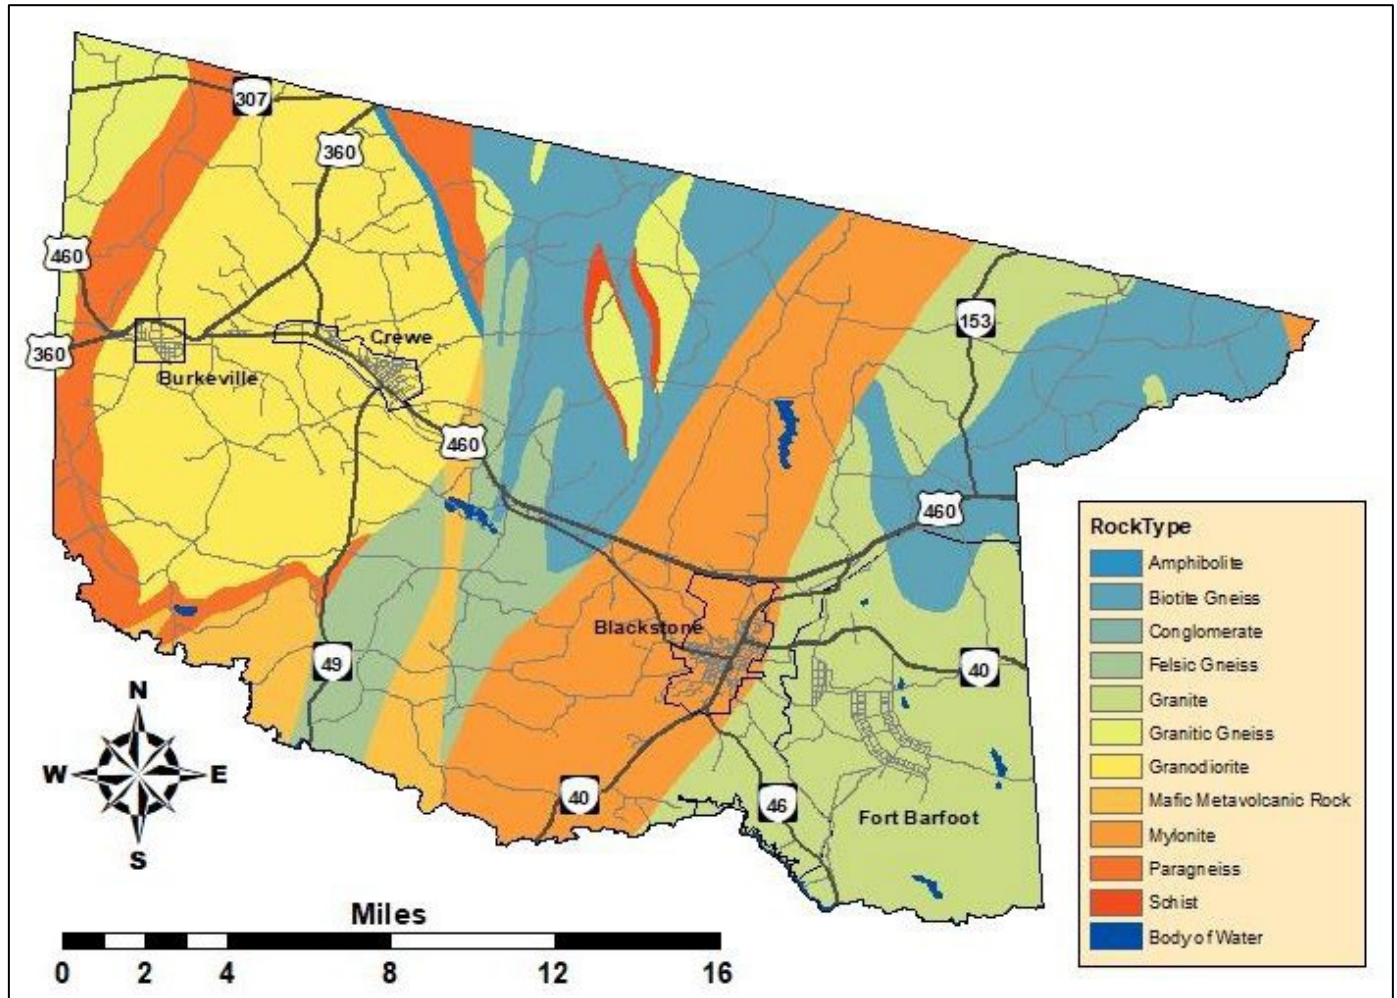 307
360
460
153
360
Crewe
Burkeville
460
460
Blackstone
49
40
40
46
Fort Barfoot
N
W
E
S
Miles
0 2 4 8 12 16
RockType
Amphibolite
Biotite Gneiss
Conglomerate
Felsic Gneiss
Granite
Granitic Gneiss
Granodiorite
Mafic Metavolcanic Rock
Mylonite
Paragneiss
Schist
Body of Water